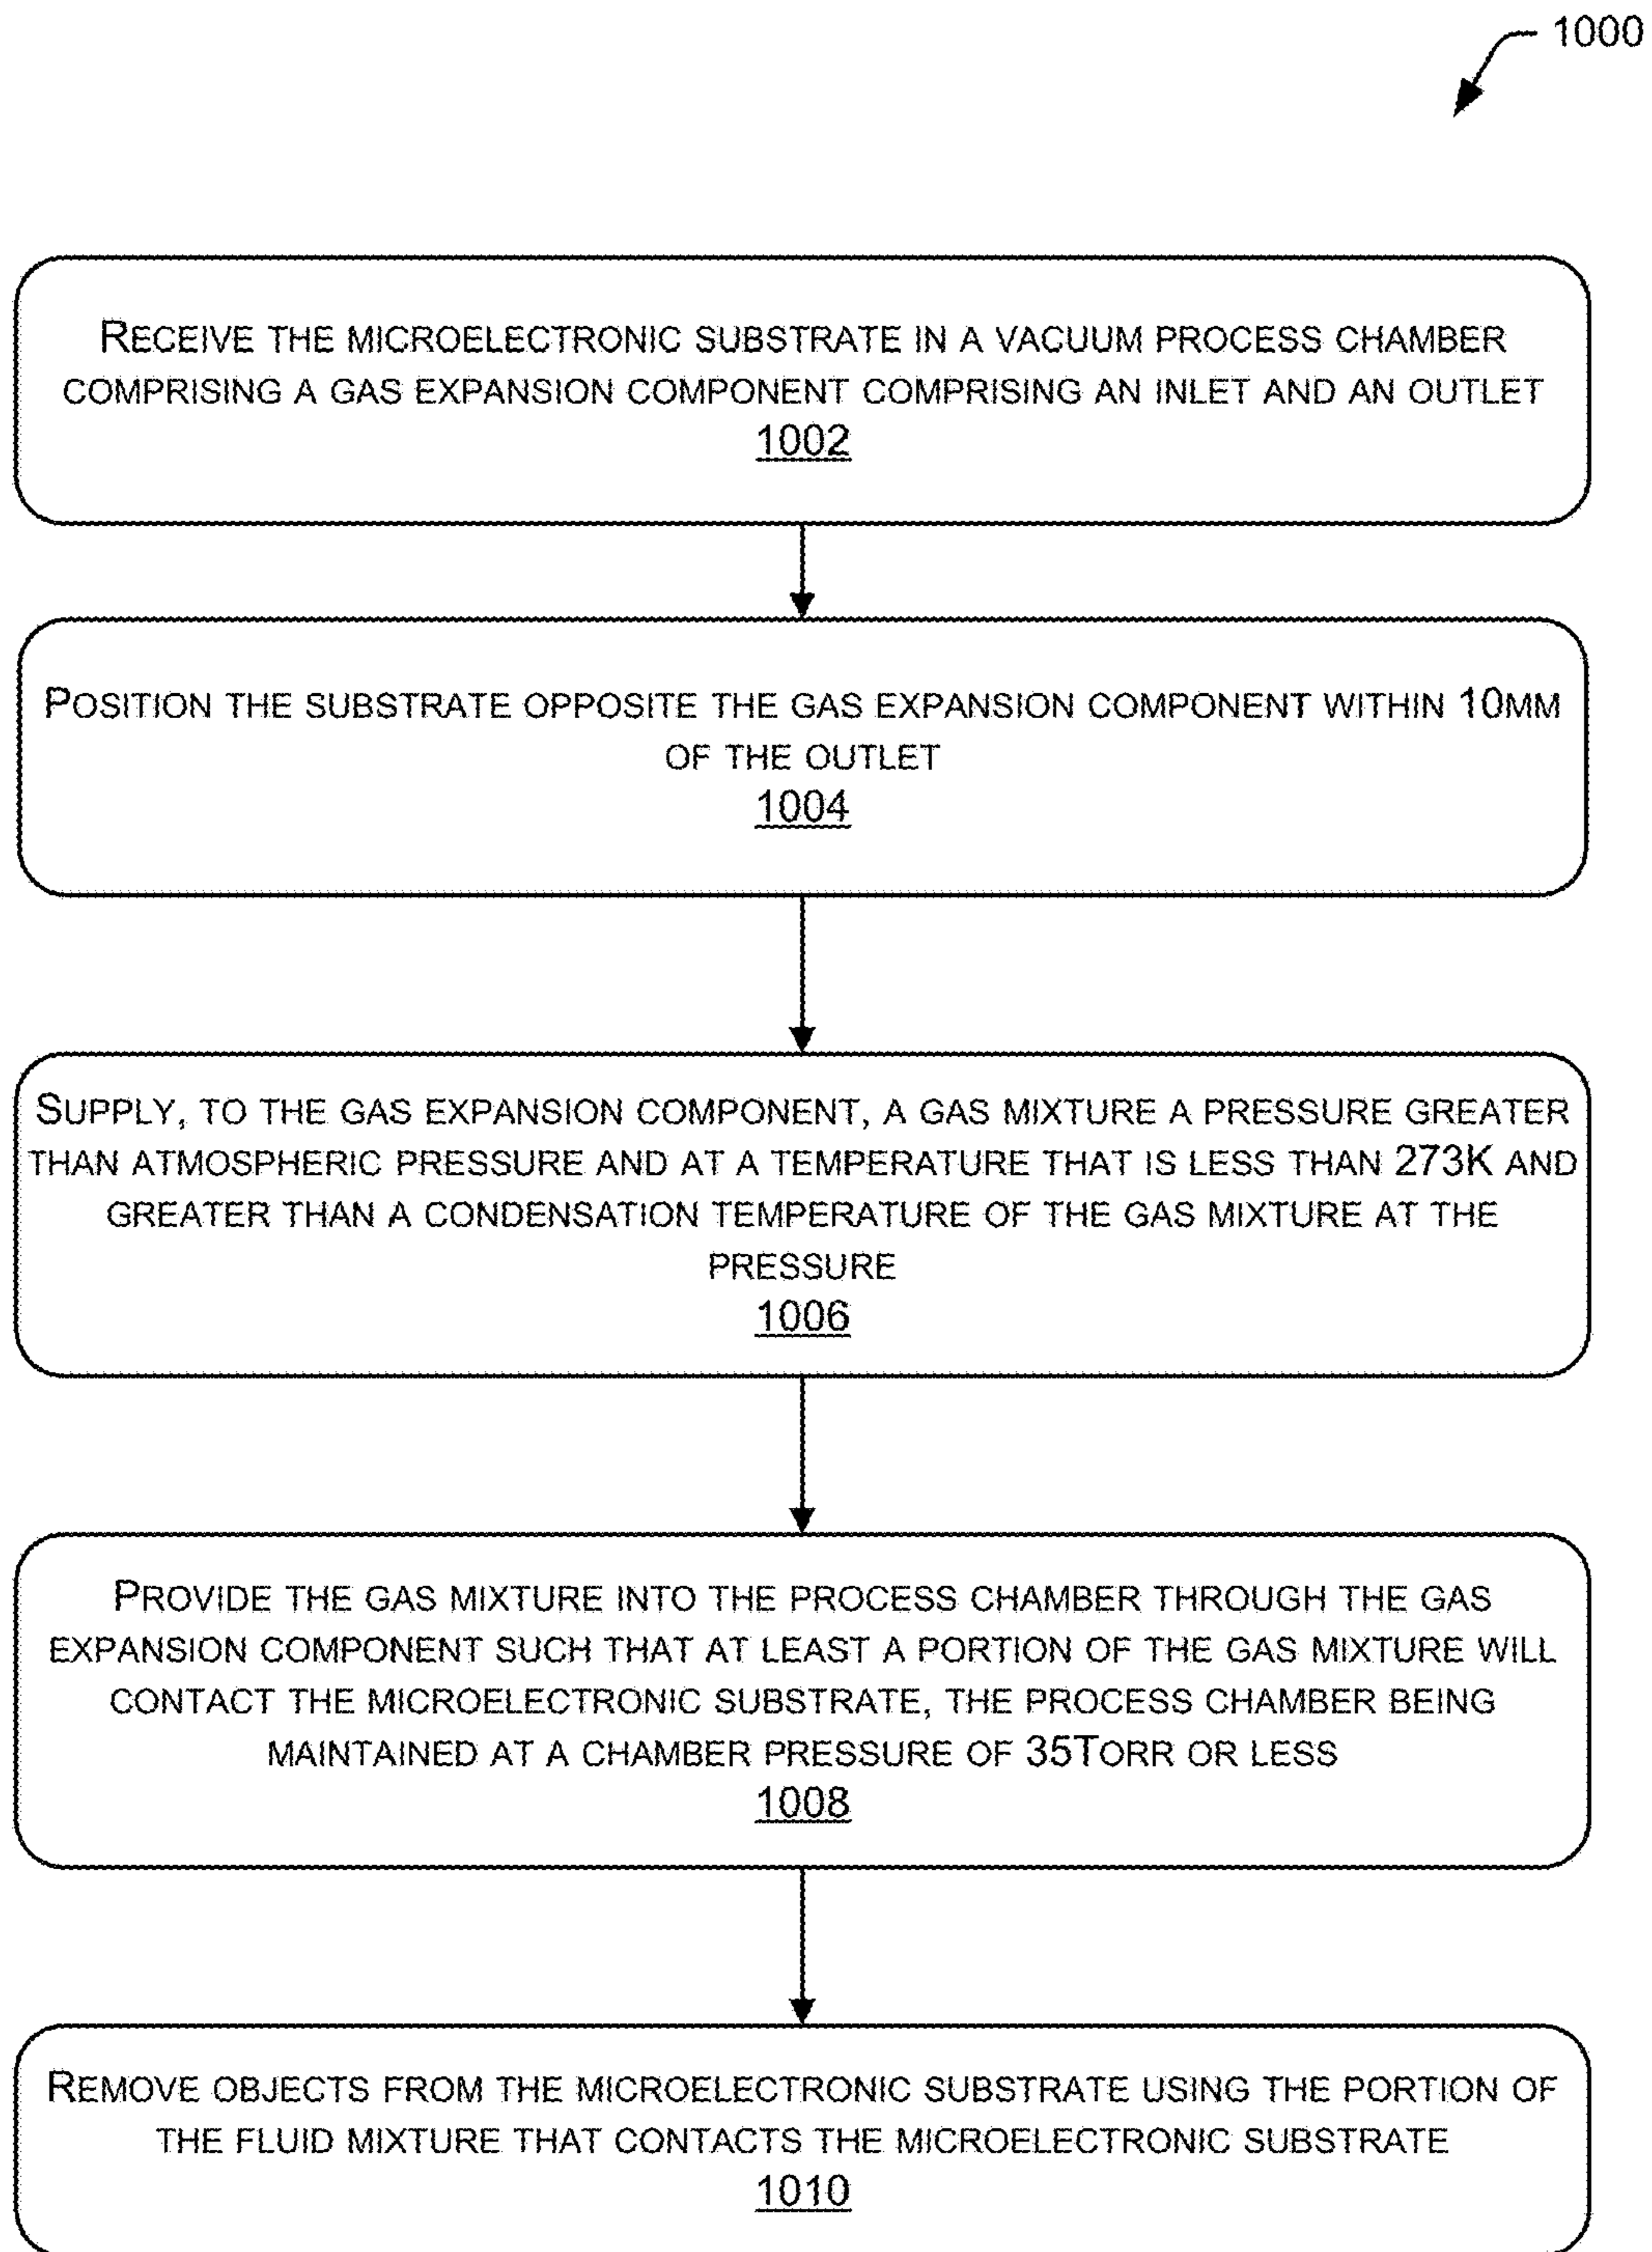 1000
RECEIVE THE MICROELECTRONIC SUBSTRATE IN A VACUUM PROCESS CHAMBER
COMPRISING A GAS EXPANSION COMPONENT COMPRISING AN INLET AND AN OUTLET
1002
POSITION THE SUBSTRATE OPPOSITE THE GAS EXPANSION COMPONENT WITHIN 10MM
OF THE OUTLET
1004
SUPPLY, TO THE GAS EXPANSION COMPONENT, A GAS MIXTURE A PRESSURE GREATER
THAN ATMOSPHERIC PRESSURE AND AT A TEMPERATURE THAT IS LESS THAN 273K AND
GREATER THAN A CONDENSATION TEMPERATURE OF THE GAS MIXTURE AT THE
PRESSURE
1006
PROVIDE THE GAS MIXTURE INTO THE PROCESS CHAMBER THROUGH THE GAS
EXPANSION COMPONENT SUCH THAT AT LEAST A PORTION OF THE GAS MIXTURE WILL
CONTACT THE MICROELECTRONIC SUBSTRATE, THE PROCESS CHAMBER BEING
MAINTAINED AT A CHAMBER PRESSURE OF 35TORR OR LESS
1008
REMOVE OBJECTS FROM THE MICROELECTRONIC SUBSTRATE USING THE PORTION OF
THE FLUID MIXTURE THAT CONTACTS THE MICROELECTRONIC SUBSTRATE
1010